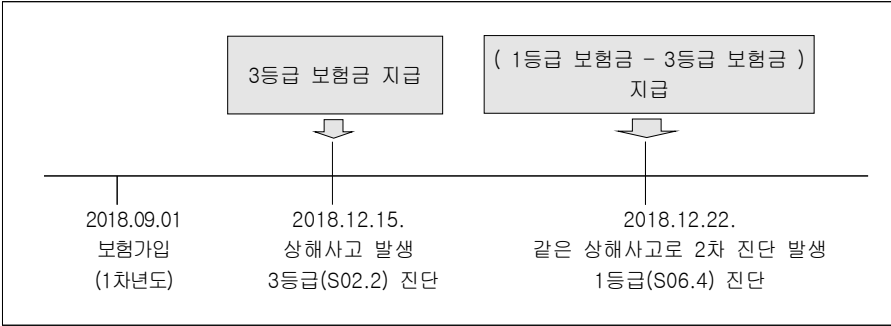 3등급 보험금 지급
( 1등급 보험금 - 3등급 보험금 )
지급
2018.09.01
보험가입
(1차년도)
2018.12.15.
상해사고 발생
3등급(S02.2) 진단
2018.12.22.
같은 상해사고로 2차 진단 발생
1등급(S06.4) 진단